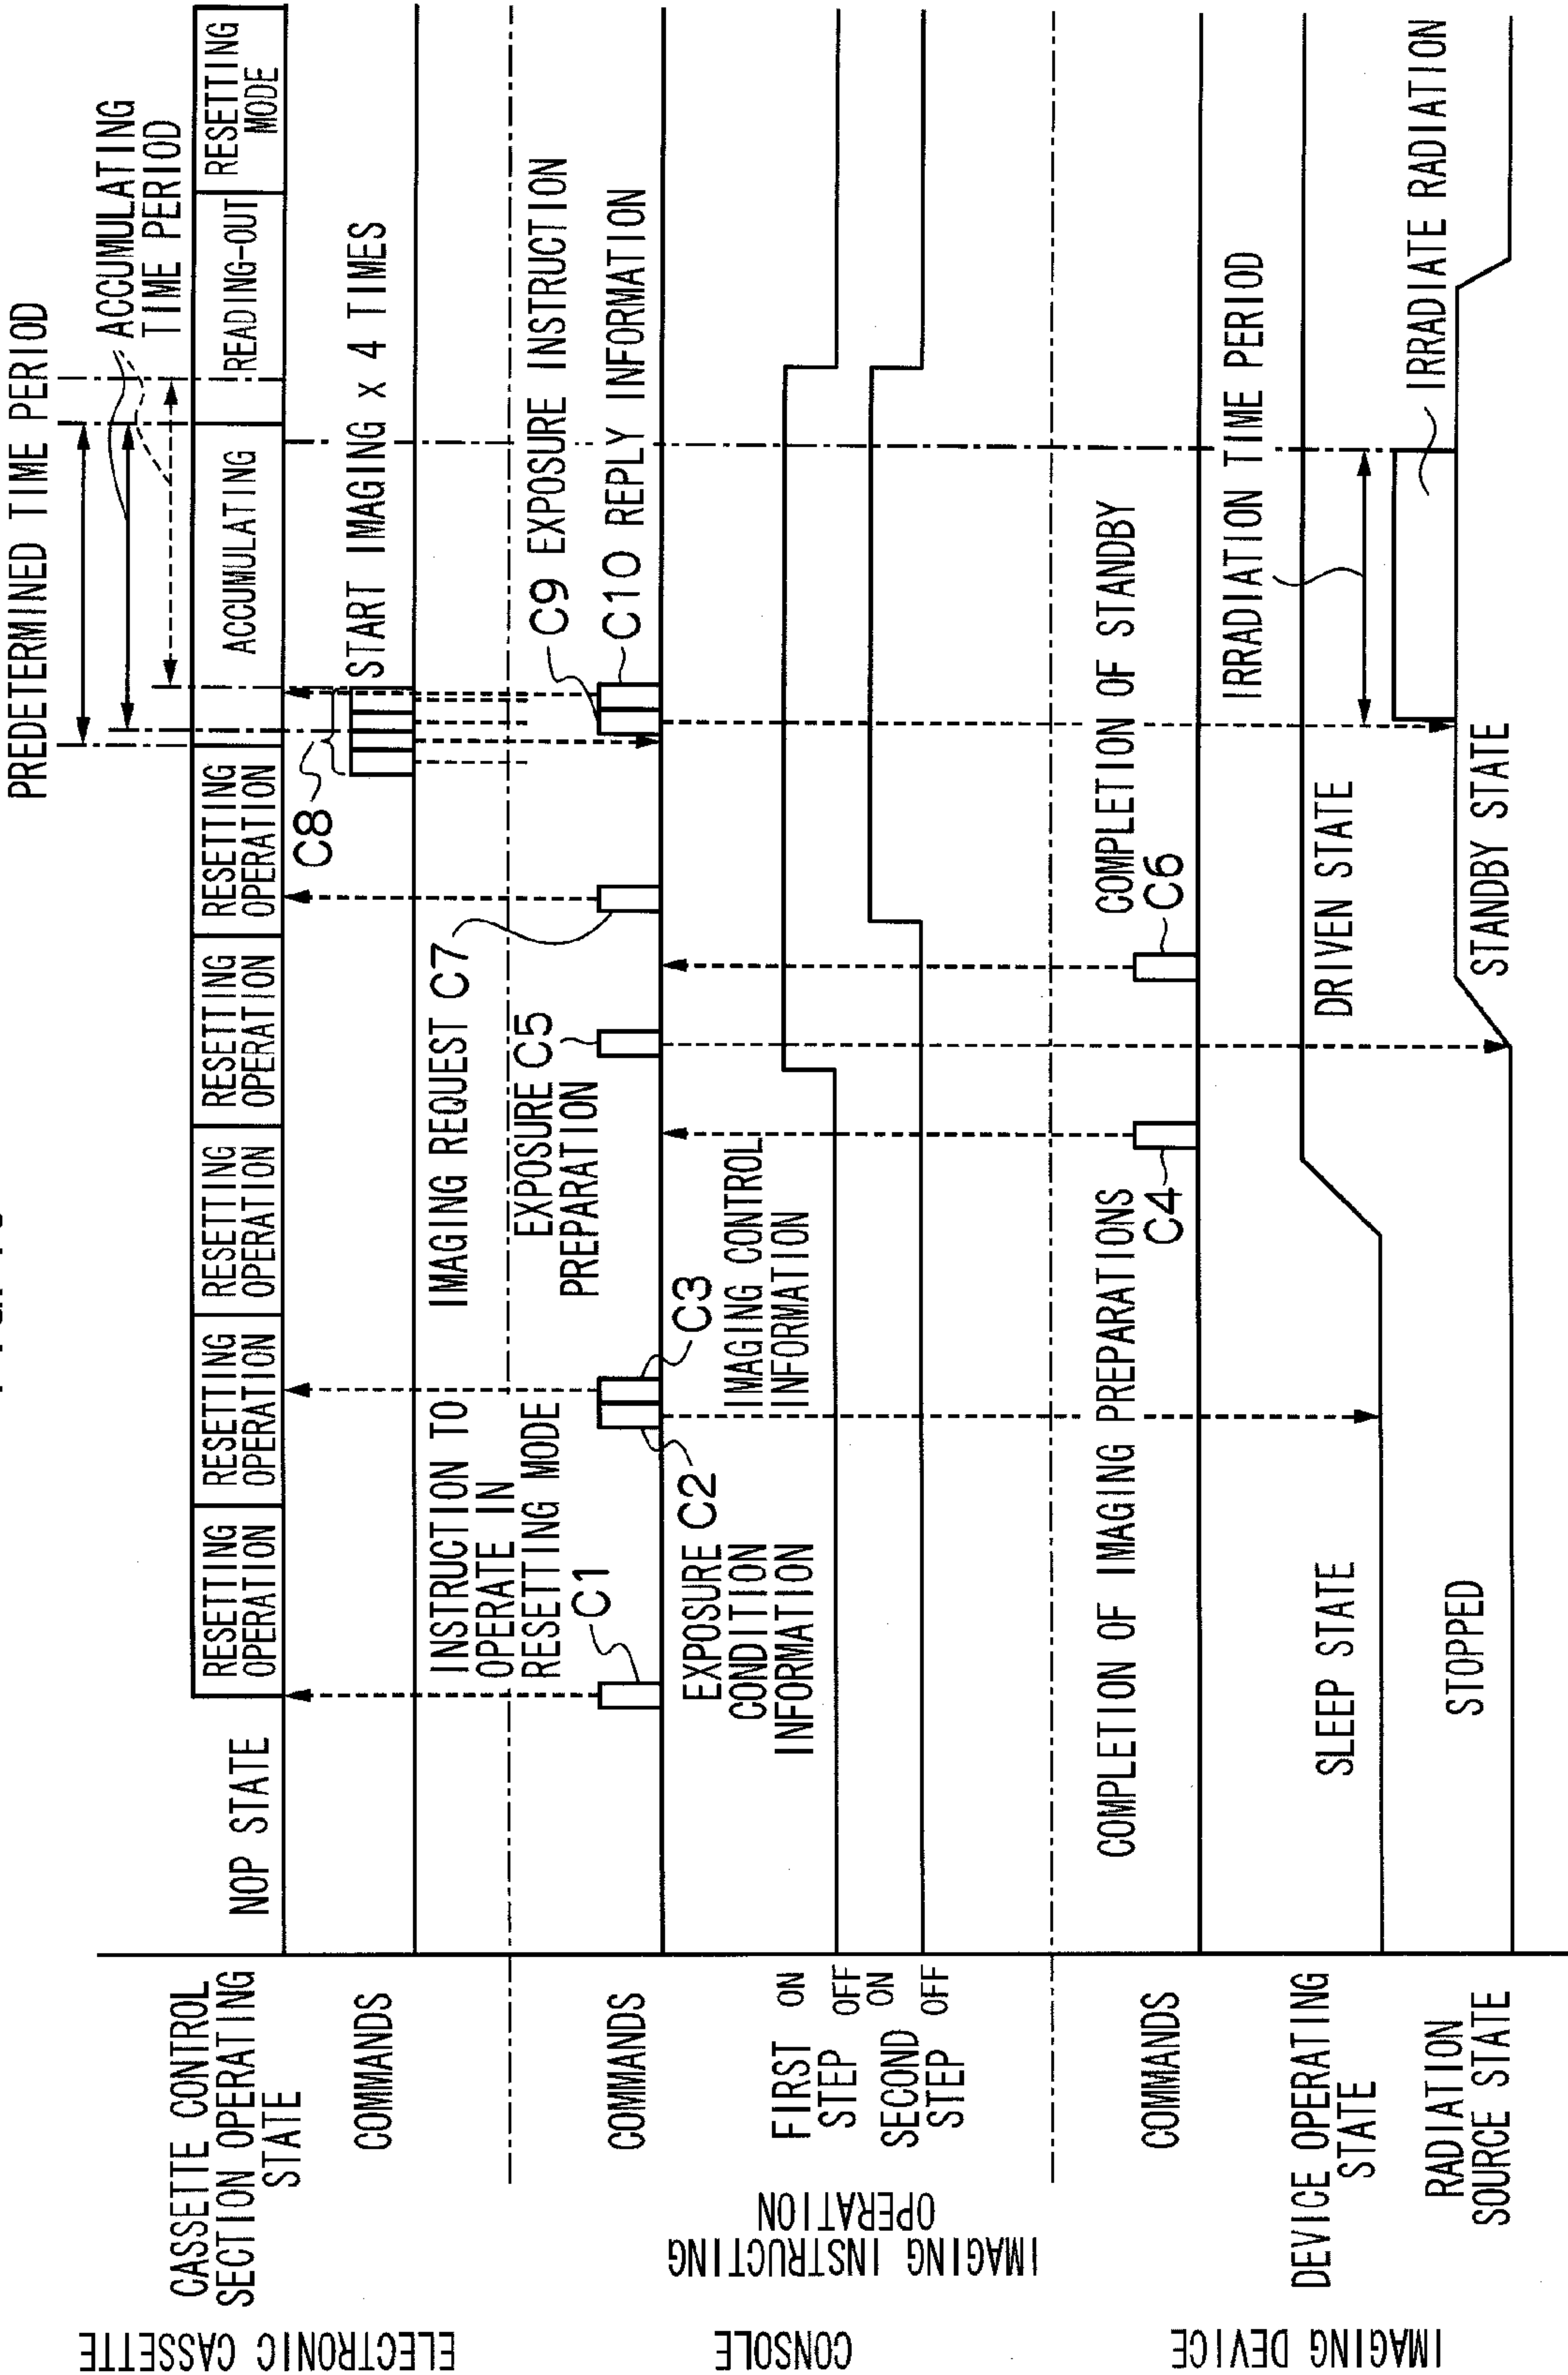 PREDETERMINED TIME PERIOD
ACCUMULATING
TIME PERIOD
ELECTRONIC CASSETTE
CASSETTE CONTROL
SECTION OPERATING
STATE
NOP STATE
RESETTING
OPERATION
RESETTING
OPERATION
RESETTING
OPERATION
RESETTING
OPERATION
RESETTING
OPERATION
ACCUMULATING
READING-OUT
RESETTING
MODE
COMMANDS
C8
START IMAGING x 4 TIMES
CONSOLE
COMMANDS
INSTRUCTION TO
OPERATE IN
RESETTING MODE
C1
EXPOSURE
CONDITION
INFORMATION
C2
C3
IMAGING CONTROL
INFORMATION
IMAGING REQUEST C7
EXPOSURE C5
PREPARATION
C9 EXPOSURE INSTRUCTION
C10 REPLY INFORMATION
IMAGING INSTRUCTING
OPERATION
FIRST
STEP
ON
OFF
SECOND
STEP
ON
OFF
IMAGING DEVICE
COMMANDS
COMPLETION OF IMAGING PREPARATIONS
C4
COMPLETION OF STANDBY
C6
DEVICE OPERATING
STATE
SLEEP STATE
DRIVEN STATE
IRRADIATION TIME PERIOD
RADIATION
SOURCE STATE
STOPPED
STANDBY STATE
IRRADIATE RADIATION